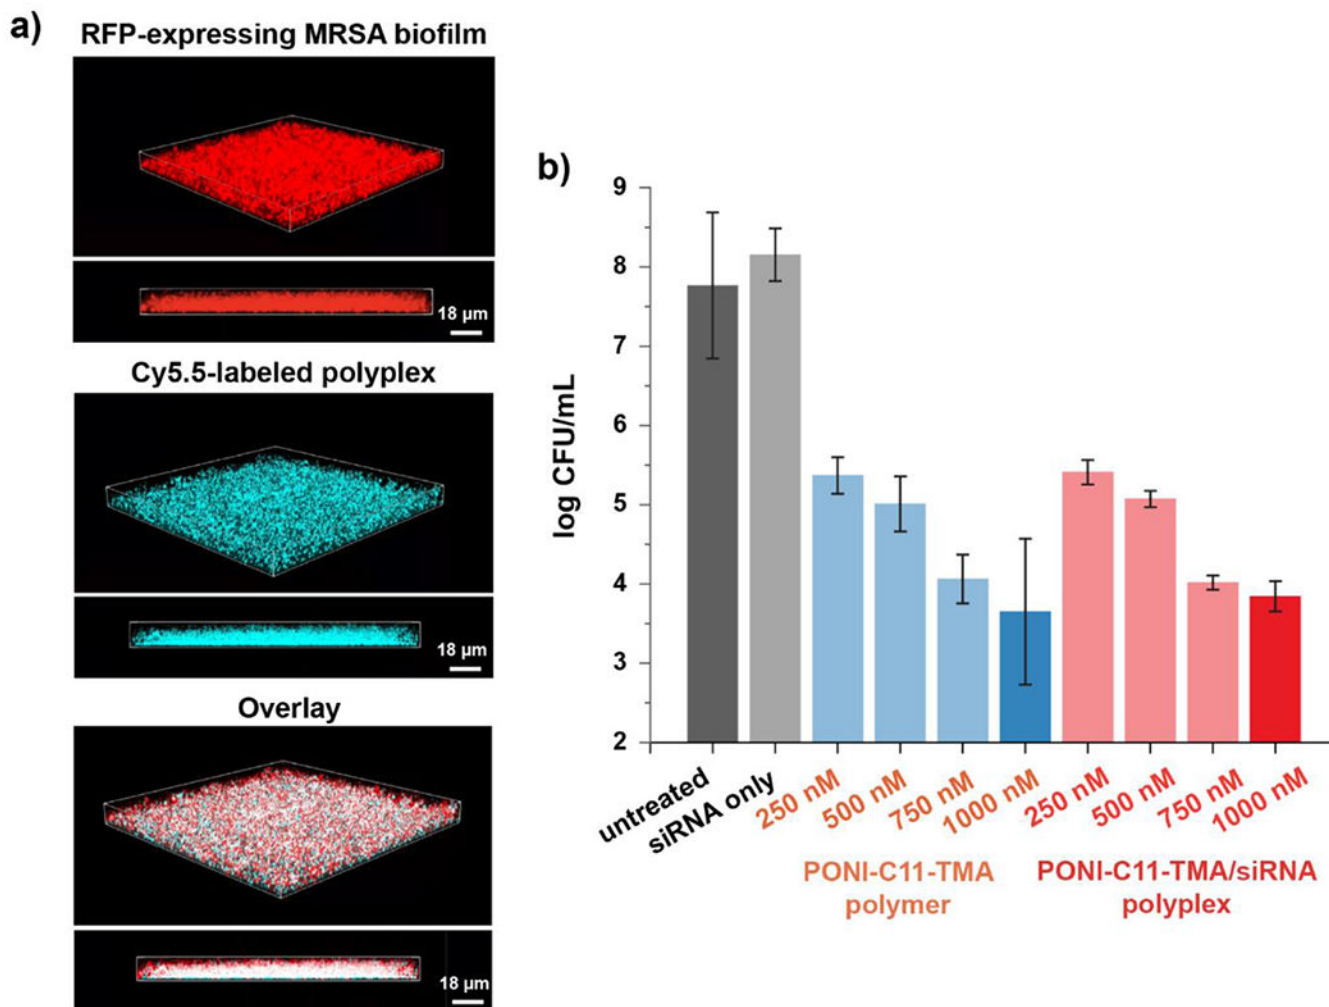 a)
RFP-expressing MRSA biofilm
18 µm
Cy5.5-labeled polyplex
18 µm
Overlay
18 µm
b)
log CFU/mL
9
8
7
6
5
4
3
2
untreated
siRNA only
250 nM
500 nM
750 nM
1000 nM
250 nM
500 nM
750 nM
1000 nM
PONI-C11-TMA
polymer
PONI-C11-TMA/siRNA
polyplex